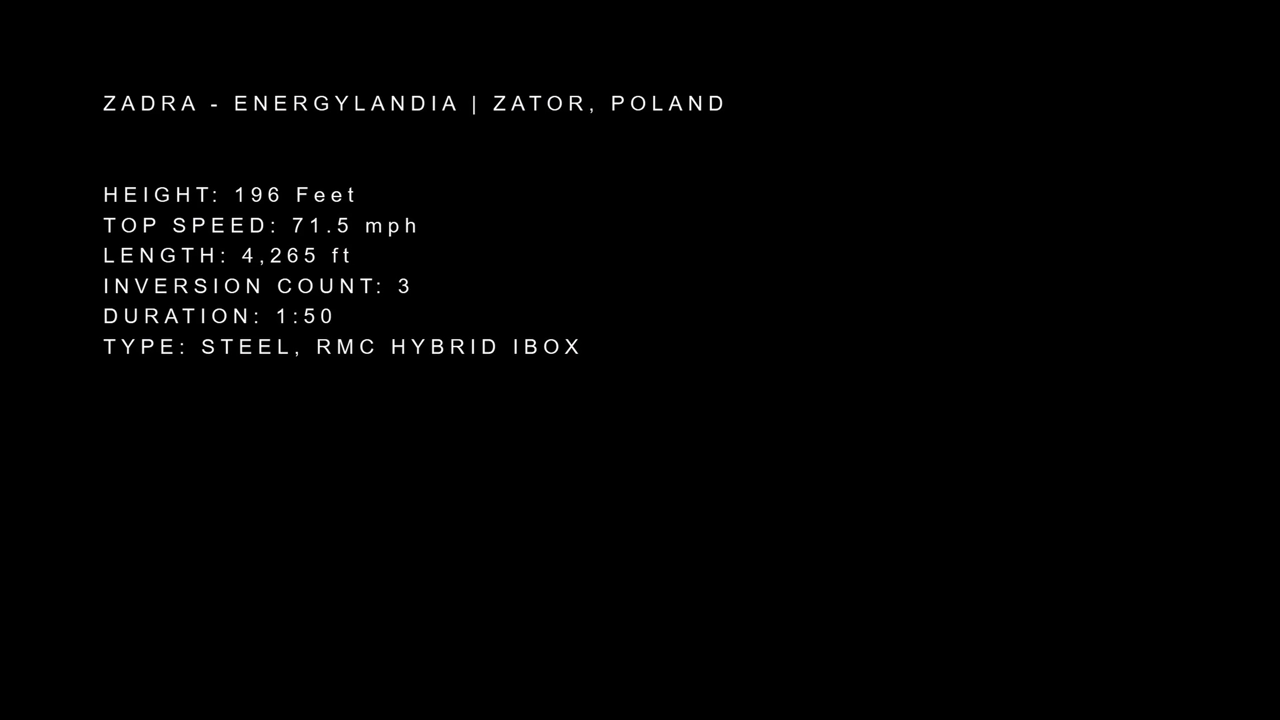 ZADRA - ENERGYLANDIA | ZATOR, POLAND
HEIGHT: 196 Feet
TOP SPEED: 71.5 mph
LENGTH: 4,265 ft
INVERSION COUNT: 3
DURATION: 1:50
TYPE: STEEL, RMC HYBRID IBOX